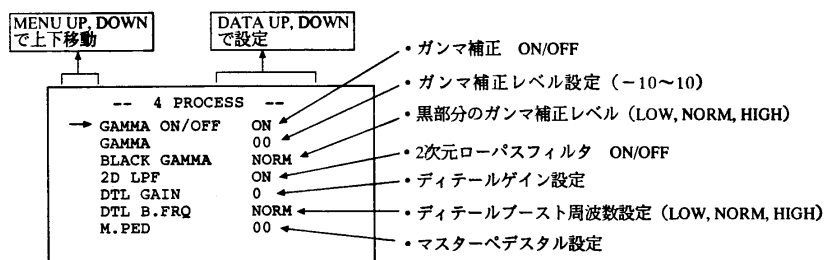 MENU UP, DOWN
で上下移動
DATA UP, DOWN
で設定
-- 4 PROCESS --
→ GAMMA ON/OFF ON
GAMMA 00
BLACK GAMMA NORM
2D LPF ON
DTL GAIN 0
DTL B.FRQ NORM
M.PED 00
・ガンマ補正 ON/OFF
・ガンマ補正レベル設定（－10～10）
・黒部分のガンマ補正レベル（LOW, NORM, HIGH）
・2次元ローパスフィルタ ON/OFF
・ディテールゲイン設定
・ディテールブースト周波数設定（LOW, NORM, HIGH）
・マスターペデスタル設定